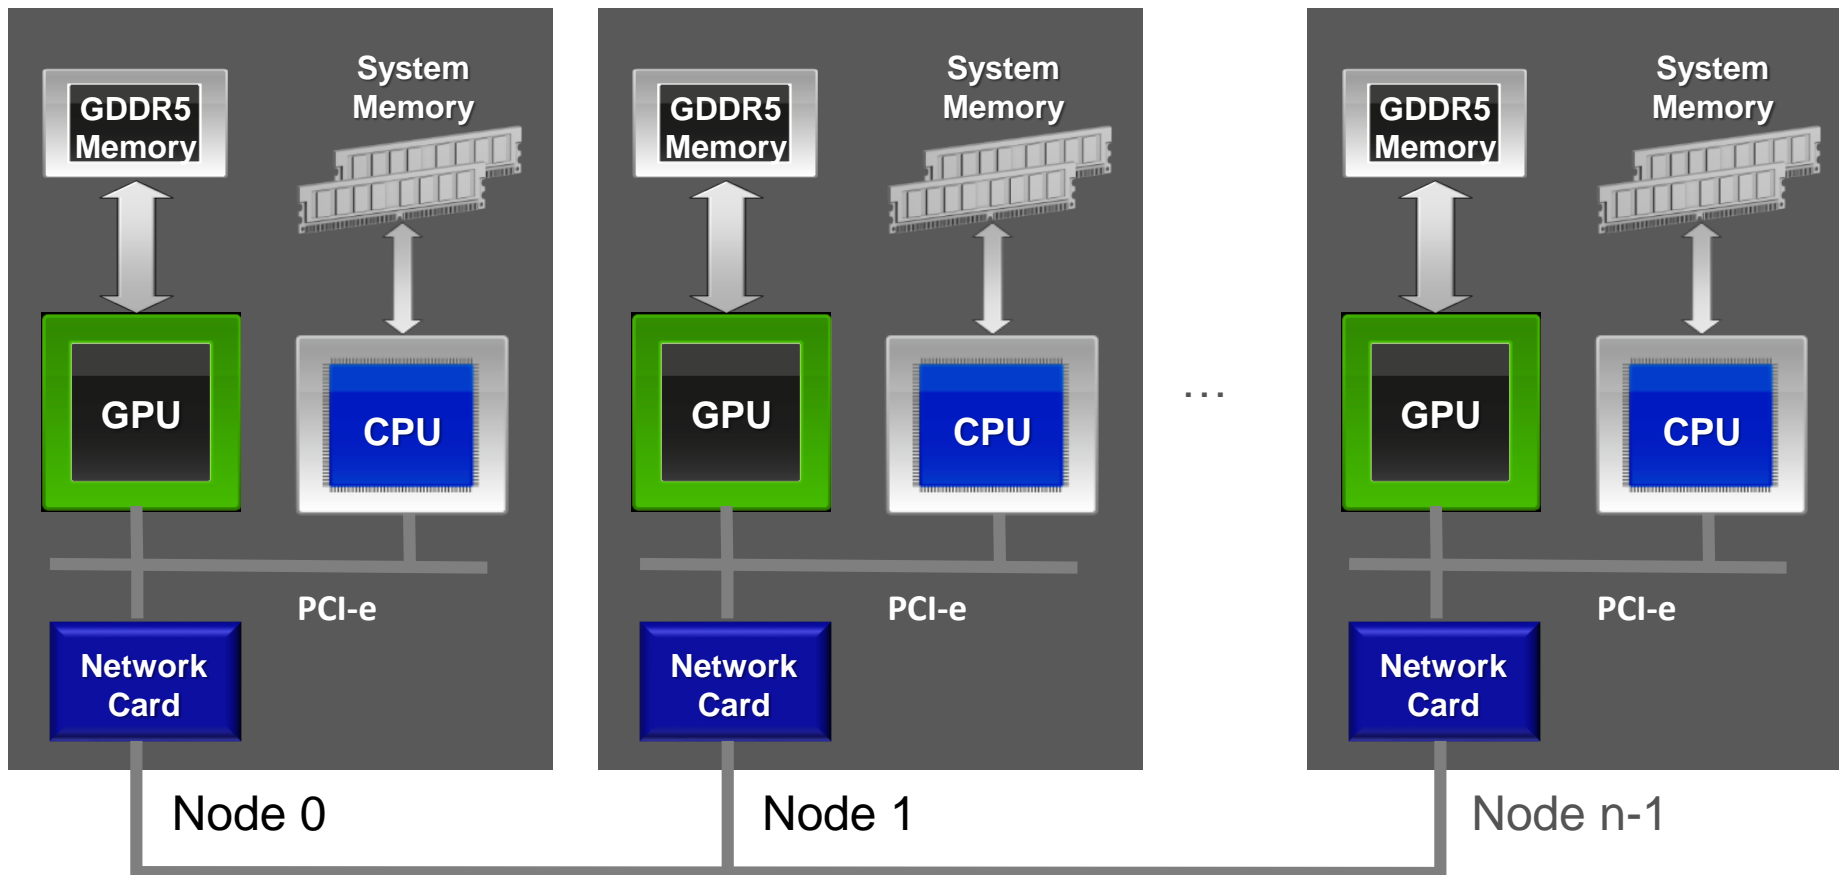 GDDR5
Memory
System
Memory
GPU
CPU
PCI-e
Network
Card
Node 0
GDDR5
Memory
System
Memory
GPU
CPU
PCI-e
Network
Card
Node 1
...
GDDR5
Memory
System
Memory
GPU
CPU
PCI-e
Network
Card
Node n-1